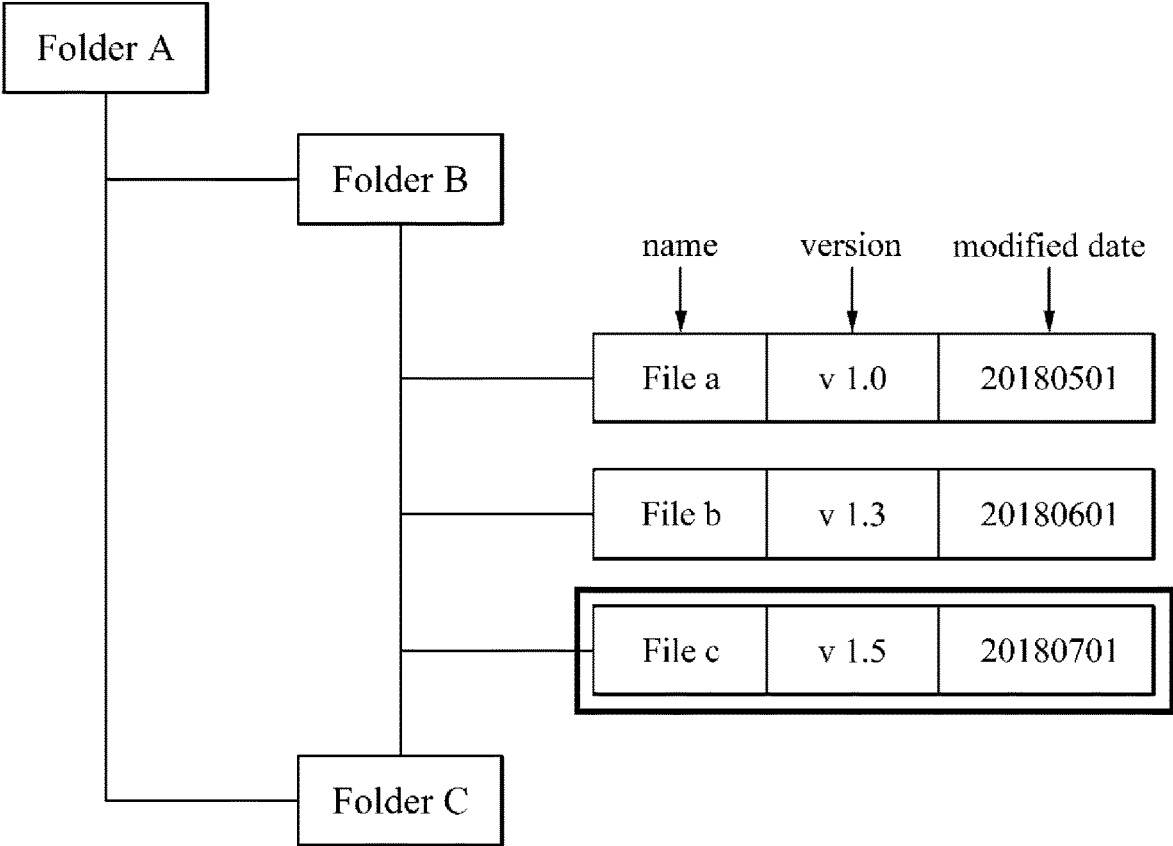 Folder A
Folder B
name version modified date
File a v 1.0 20180501
File b v 1.3 20180601
File c v 1.5 20180701
Folder C